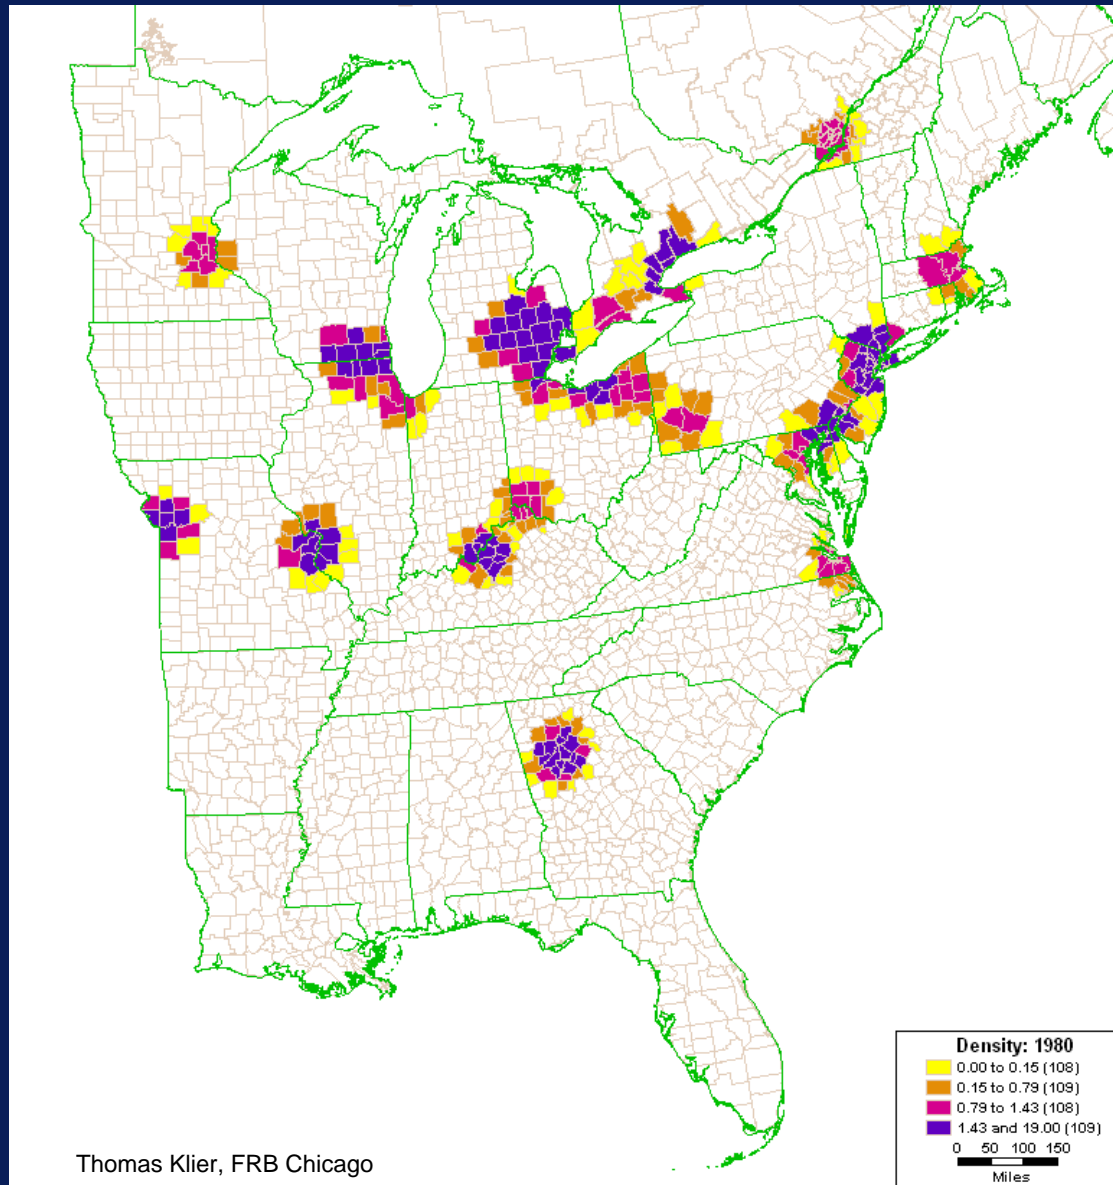 Density: 1980
0.00 to 0.15 (108)
0.15 to 0.79 (109)
0.79 to 1.43 (108)
1.43 and 19.00 (109)
0 50 100 150
Miles
Thomas Klier, FRB Chicago